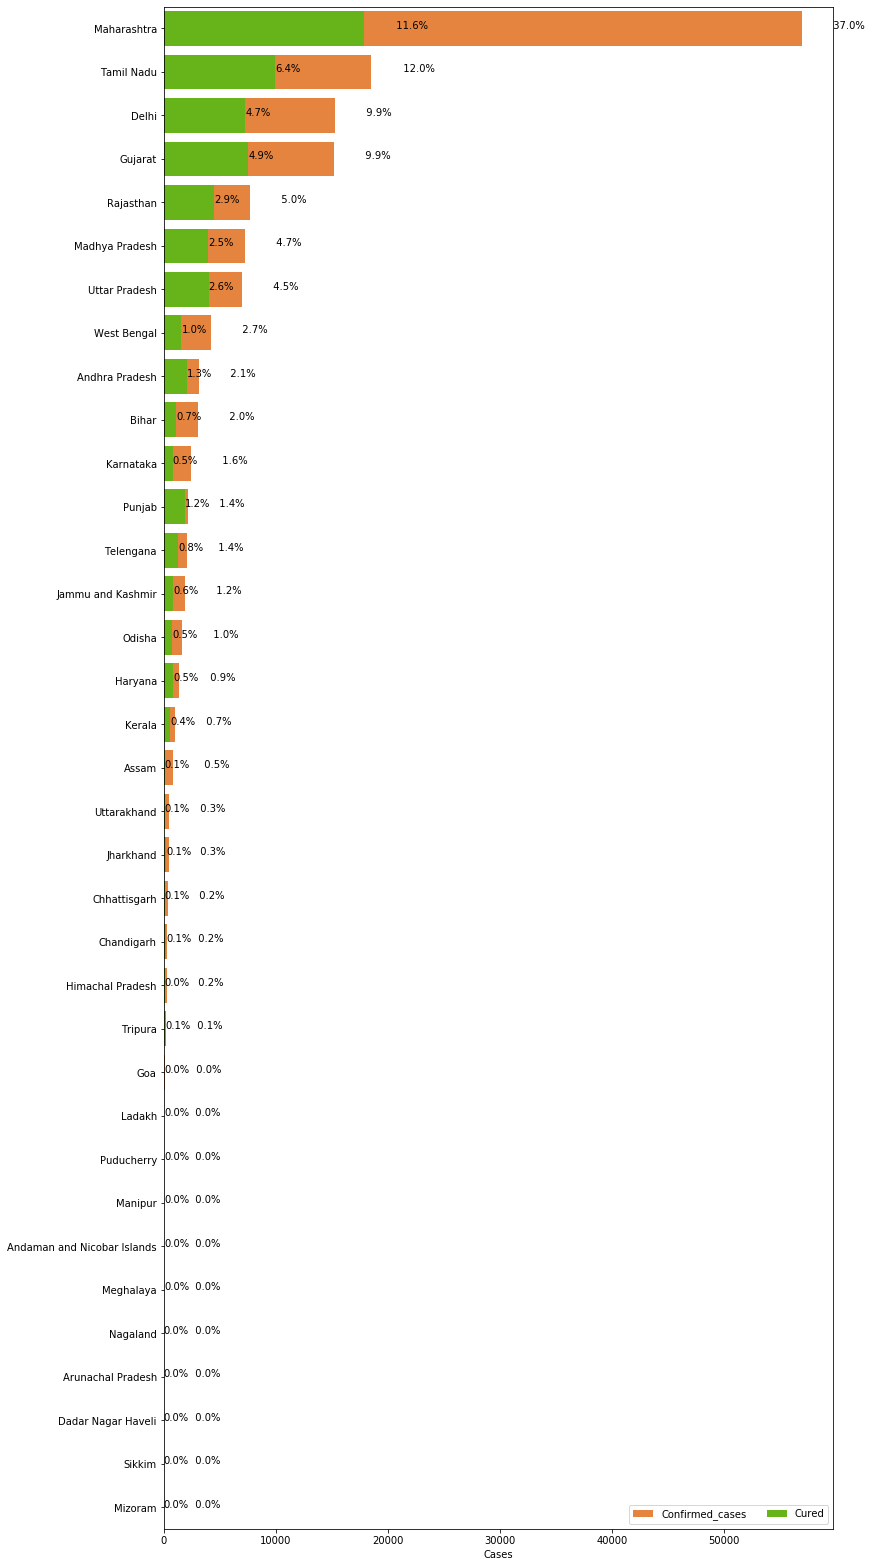 Maharashtra 11.6% 37.0%
Tamil Nadu 6.4% 12.0%
Delhi 4.7% 9.9%
Gujarat 4.9% 9.9%
Rajasthan 2.9% 5.0%
Madhya Pradesh 2.5% 4.7%
Uttar Pradesh 2.6% 4.5%
West Bengal 1.0% 2.7%
Andhra Pradesh 1.3% 2.1%
Bihar 0.7% 2.0%
Karnataka 0.5% 1.6%
Punjab 1.2% 1.4%
Telengana 0.8% 1.4%
Jammu and Kashmir 0.6% 1.2%
Odisha 0.5% 1.0%
Haryana 0.5% 0.9%
Kerala 0.4% 0.7%
Assam 0.1% 0.5%
Uttarakhand 0.1% 0.3%
Jharkhand 0.1% 0.3%
Chhattisgarh 0.1% 0.2%
Chandigarh 0.1% 0.2%
Himachal Pradesh 0.0% 0.2%
Tripura 0.1% 0.1%
Goa 0.0% 0.0%
Ladakh 0.0% 0.0%
Puducherry 0.0% 0.0%
Manipur 0.0% 0.0%
Andaman and Nicobar Islands 0.0% 0.0%
Meghalaya 0.0% 0.0%
Nagaland 0.0% 0.0%
Arunachal Pradesh 0.0% 0.0%
Dadar Nagar Haveli 0.0% 0.0%
Sikkim 0.0% 0.0%
Mizoram 0.0% 0.0%
Confirmed_cases Cured
0 10000 20000 30000 40000 50000
Cases